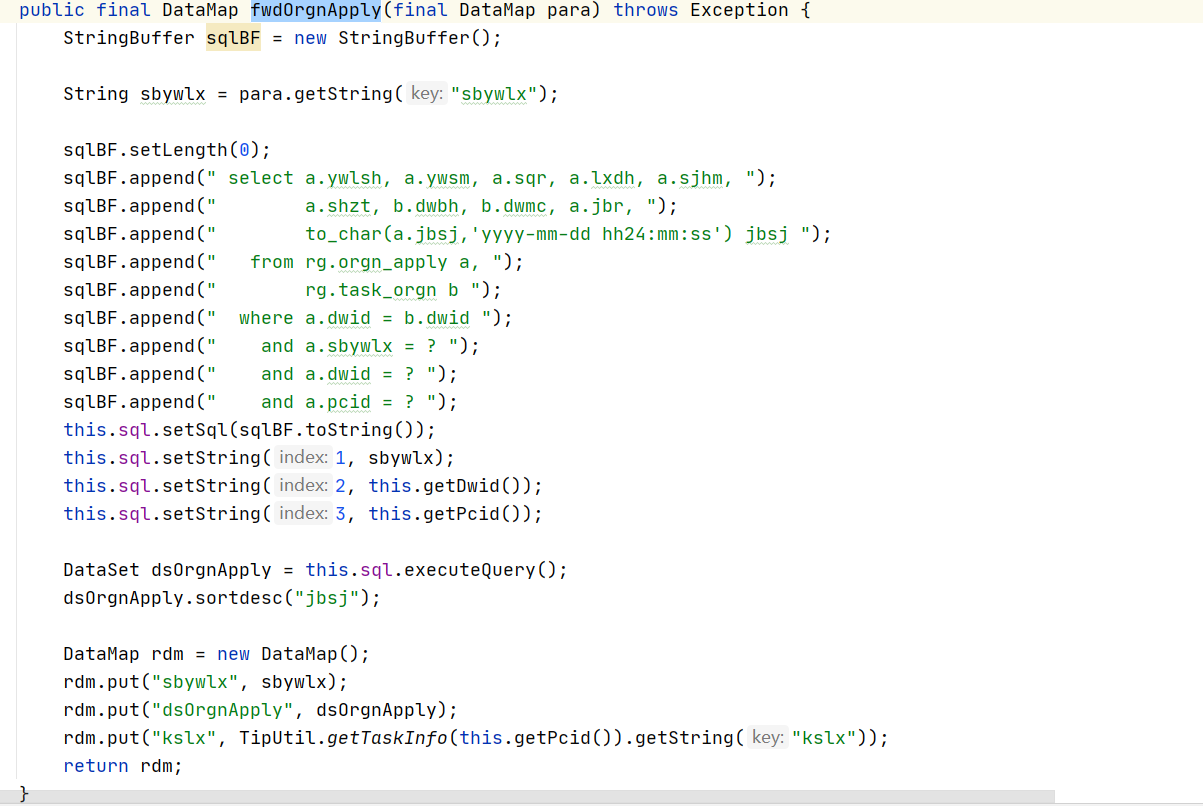 public final DataMap fwdOrgnApply(final DataMap para) throws Exception {
    StringBuffer sqlBF = new StringBuffer();

    String sbywlx = para.getString( key: "sbywlx");

    sqlBF.setLength(0);
    sqlBF.append(" select a.ywlsh, a.ywsm, a.sqr, a.lxdh, a.sjhm, ");
    sqlBF.append("        a.shzt, b.dwbh, b.dwmc, a.jbr, ");
    sqlBF.append("        to_char(a.jbsj,'yyyy-mm-dd hh24:mm:ss') jbsj ");
    sqlBF.append("   from rg.orgn_apply a, ");
    sqlBF.append("        rg.task_orgn b ");
    sqlBF.append("  where a.dwid = b.dwid ");
    sqlBF.append("    and a.sbywlx = ? ");
    sqlBF.append("    and a.dwid = ? ");
    sqlBF.append("    and a.pcid = ? ");
    this.sql.setSql(sqlBF.toString());
    this.sql.setString( index: 1, sbywlx);
    this.sql.setString( index: 2, this.getDwid());
    this.sql.setString( index: 3, this.getPcid());

    DataSet dsOrgnApply = this.sql.executeQuery();
    dsOrgnApply.sortdesc("jbsj");

    DataMap rdm = new DataMap();
    rdm.put("sbywlx", sbywlx);
    rdm.put("dsOrgnApply", dsOrgnApply);
    rdm.put("kslx", TipUtil.getTaskInfo(this.getPcid()).getString( key: "kslx"));
    return rdm;
}